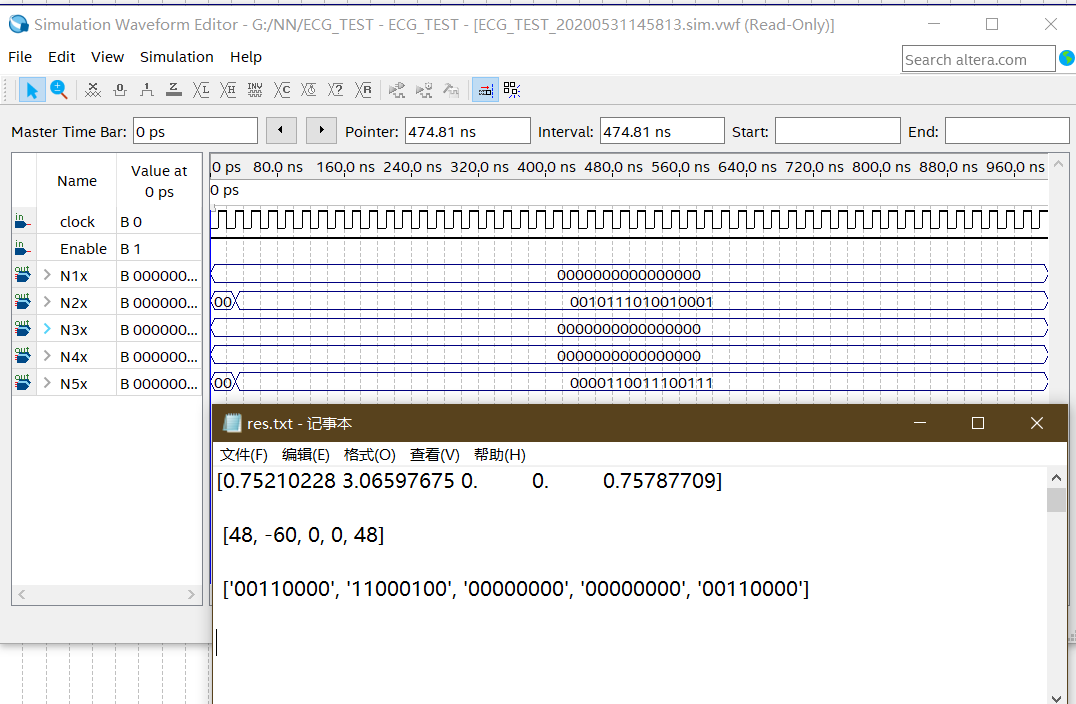 Simulation Waveform Editor - G:/NN/ECG_TEST - ECG_TEST - [ECG_TEST_20200531145813.sim.vwf (Read-Only)]
File Edit View Simulation Help
Search altera.com
Master Time Bar: 0 ps Pointer: 474.81 ns Interval: 474.81 ns Start: End:
Name Value at 0 ps
0 ps 80.0 ns 160.0 ns 240.0 ns 320.0 ns 400.0 ns 480.0 ns 560.0 ns 640.0 ns 720.0 ns 800.0 ns 880.0 ns 960.0 ns
0 ps
in clock B 0
in Enable B 1
out N1x B 000000... 0000000000000000
out N2x B 000000... 00 0010111010010001
out N3x B 000000... 0000000000000000
out N4x B 000000... 0000000000000000
out N5x B 000000... 00 0000110011100111
res.txt - 记事本
文件(F) 编辑(E) 格式(O) 查看(V) 帮助(H)
[0.75210228 3.06597675 0. 0. 0.75787709]
[48, -60, 0, 0, 48]
['00110000', '11000100', '00000000', '00000000', '00110000']